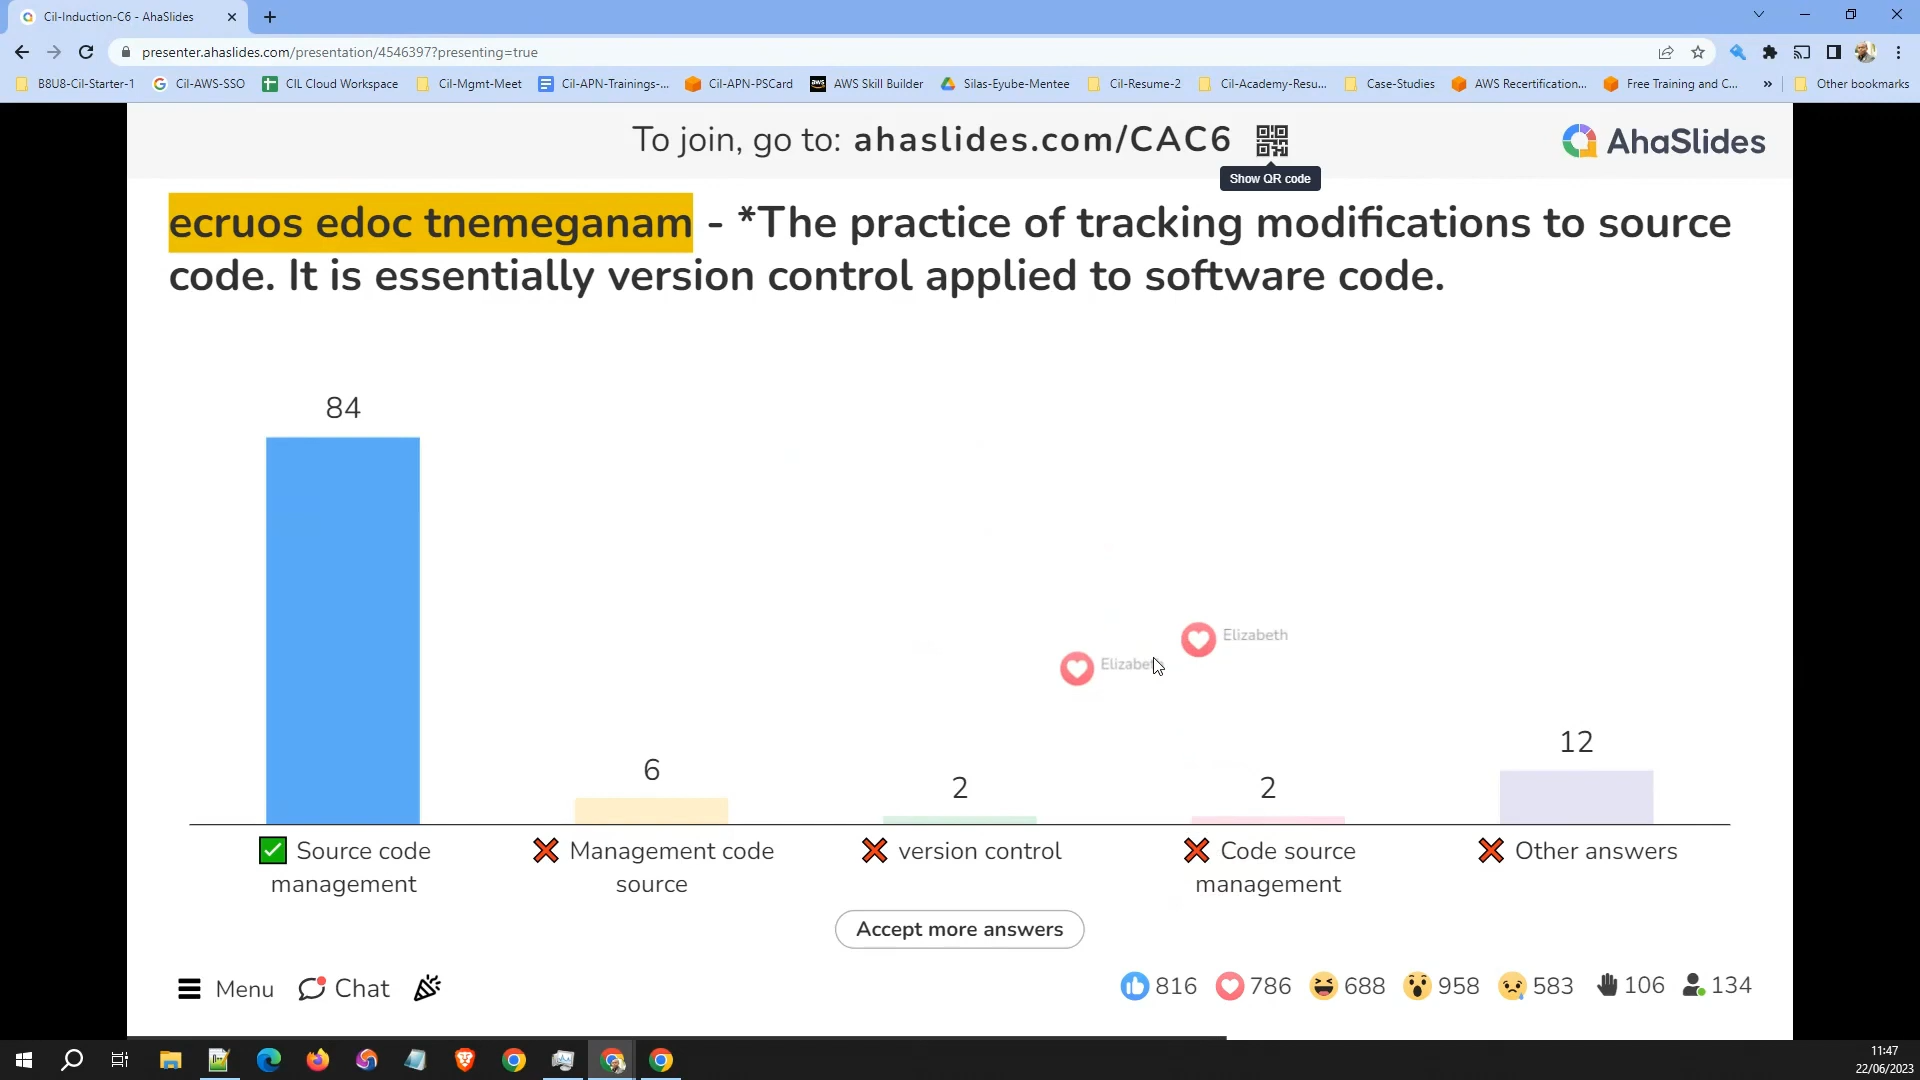 Cil-Induction-C6 - AhaSlides
presenter.ahaslides.com/presentation/4546397?presenting=true
B8U8-Cil-Starter-1 Cil-AWS-SSO CIL Cloud Workspace Cil-Mgmt-Meet Cil-APN-Trainings-... Cil-APN-PSCard aws AWS Skill Builder Silas-Eyube-Mentee Cil-Resume-2 Cil-Academy-Resu... Case-Studies AWS Recertification... Free Training and C... » Other bookmarks
To join, go to: ahaslides.com/CAC6
AhaSlides
Show QR code
ecruos edoc tnemeganam - *The practice of tracking modifications to source
code. It is essentially version control applied to software code.
84
Elizabeth
Elizabeth
12
6
2
2
✅ Source code
management
❌ Management code
source
❌ version control
❌ Code source
management
❌ Other answers
Accept more answers
Menu Chat
816 786 688 958 583 106 134
11:47
22/06/2023